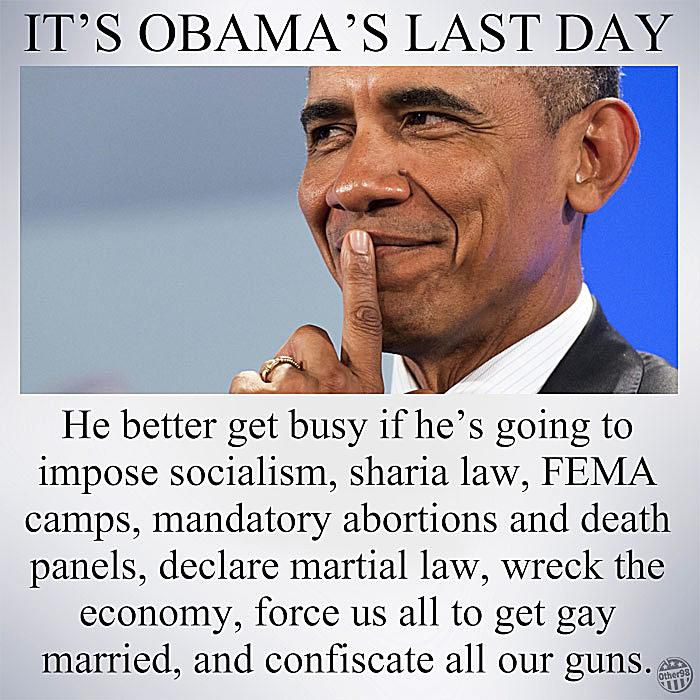 IT’S OBAMA’S LAST DAY
He better get busy if he’s going to
impose socialism, sharia law, FEMA
camps, mandatory abortions and death
panels, declare martial law, wreck the
economy, force us all to get gay
married, and confiscate all our guns.
Other98